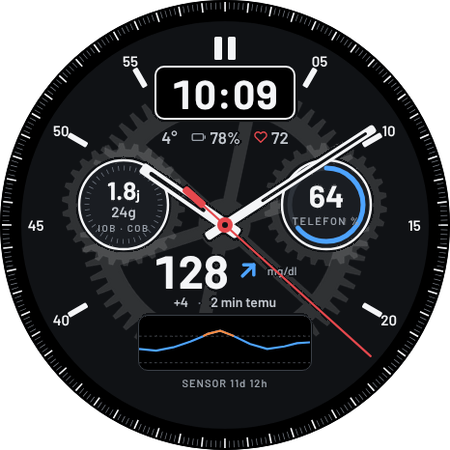 55
05
10:09
50
4° 78% 72
10
1.8j
24g
IOB · COB
64
TELEFON %
45
15
128 mg/dl
+4 · 2 min temu
40
20
SENSOR 11d 12h